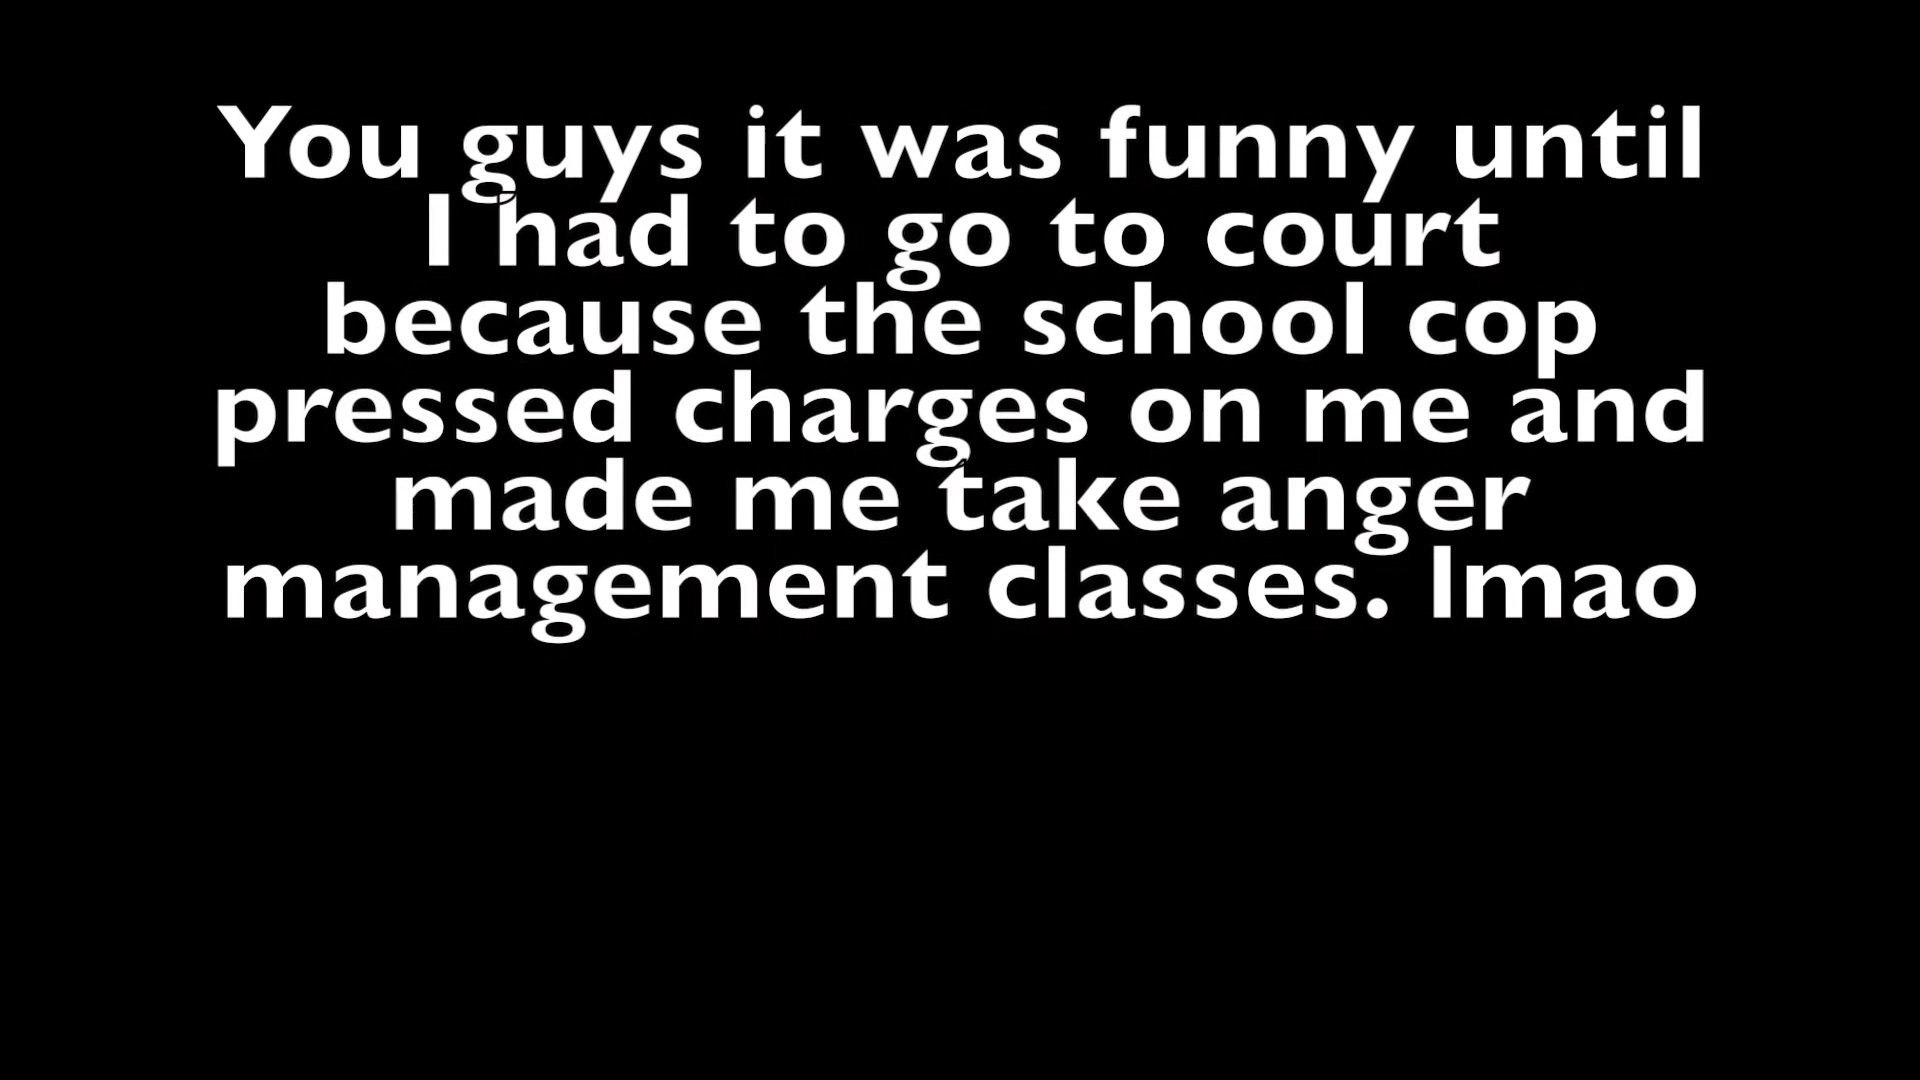 You guys it was funny until
I had to go to court
because the school cop
pressed charges on me and
made me take anger
management classes. lmao